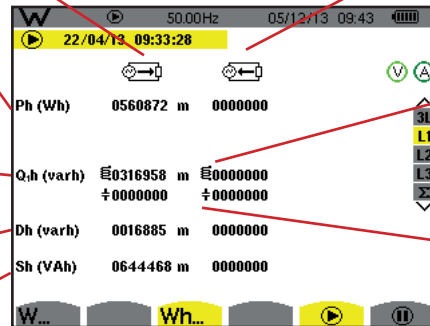 W 50.00Hz 05/12/13 09:43
22/04/13 09:33:28
V A
Ph (Wh) 0560872 m 0000000
3L
L1
Q₁h (varh) 0316958 m 0000000
L2
÷0000000 ÷0000000
L3
Σ
Dh (varh) 0016885 m 0000000
Sh (VAh) 0644468 m 0000000
W... Wh...